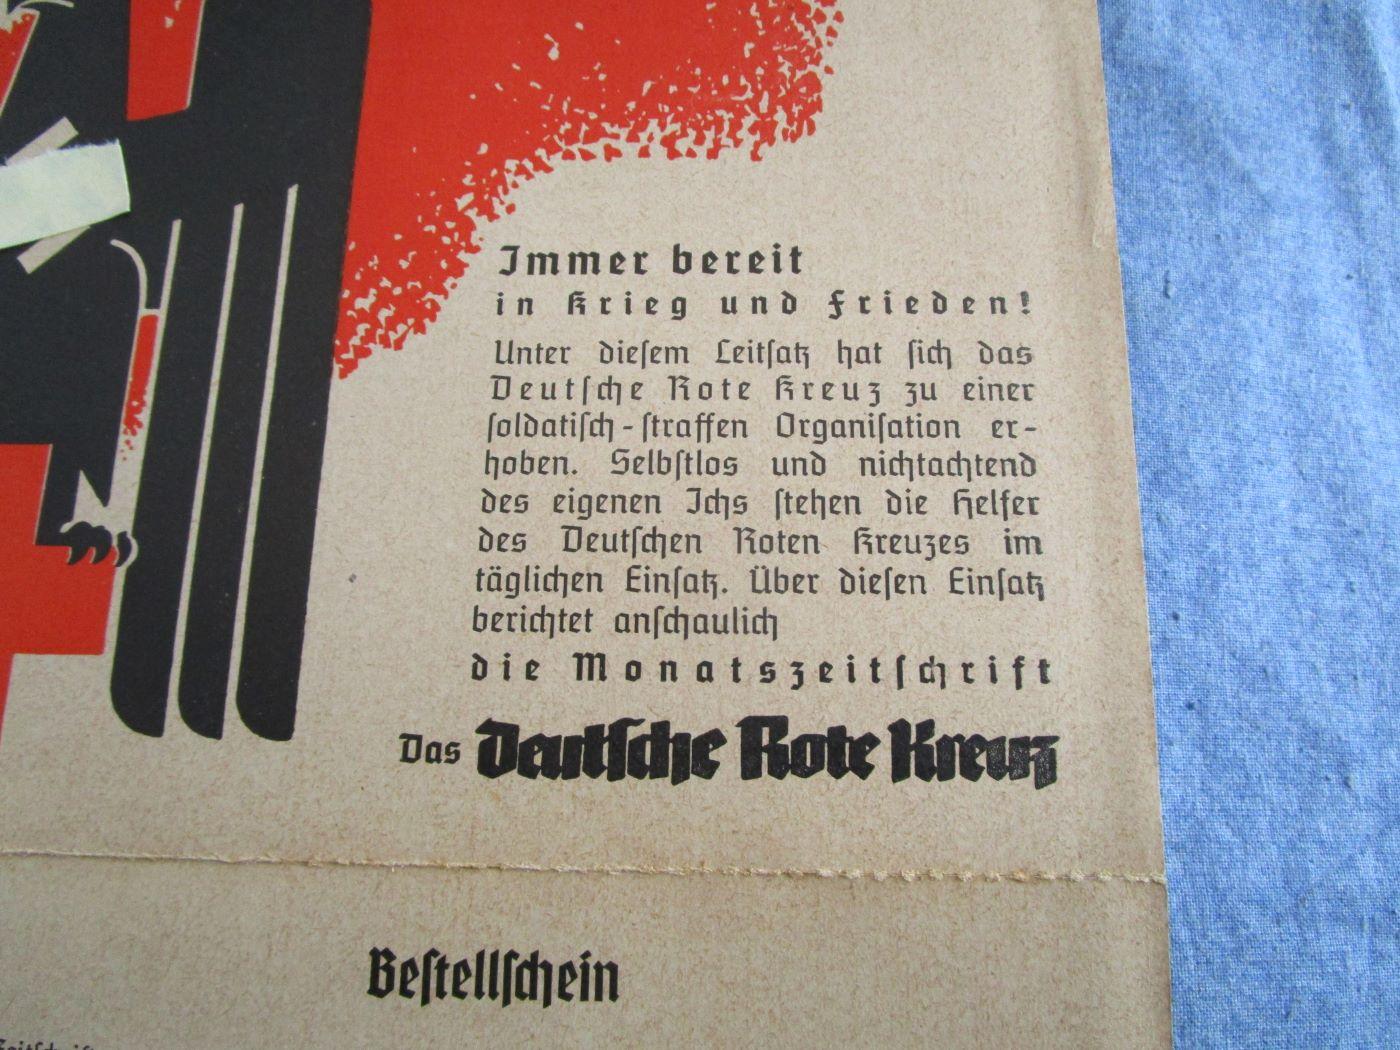 Immer bereit
in Krieg und Frieden!
Unter dieſem Leitſatz hat ſich das
Deutſche Rote Kreuz zu einer
ſoldatiſch-ſtraffen Organiſation er-
hoben. Selbſtlos und nichtachtend
des eigenen Ichs ſtehen die Helfer
des Deutſchen Roten Kreuzes im
täglichen Einſatz. Über dieſen Einſatz
berichtet anſchaulich
die Monatszeitſchrift
Das Deutſche Rote Kreuz
Beſtellſchein